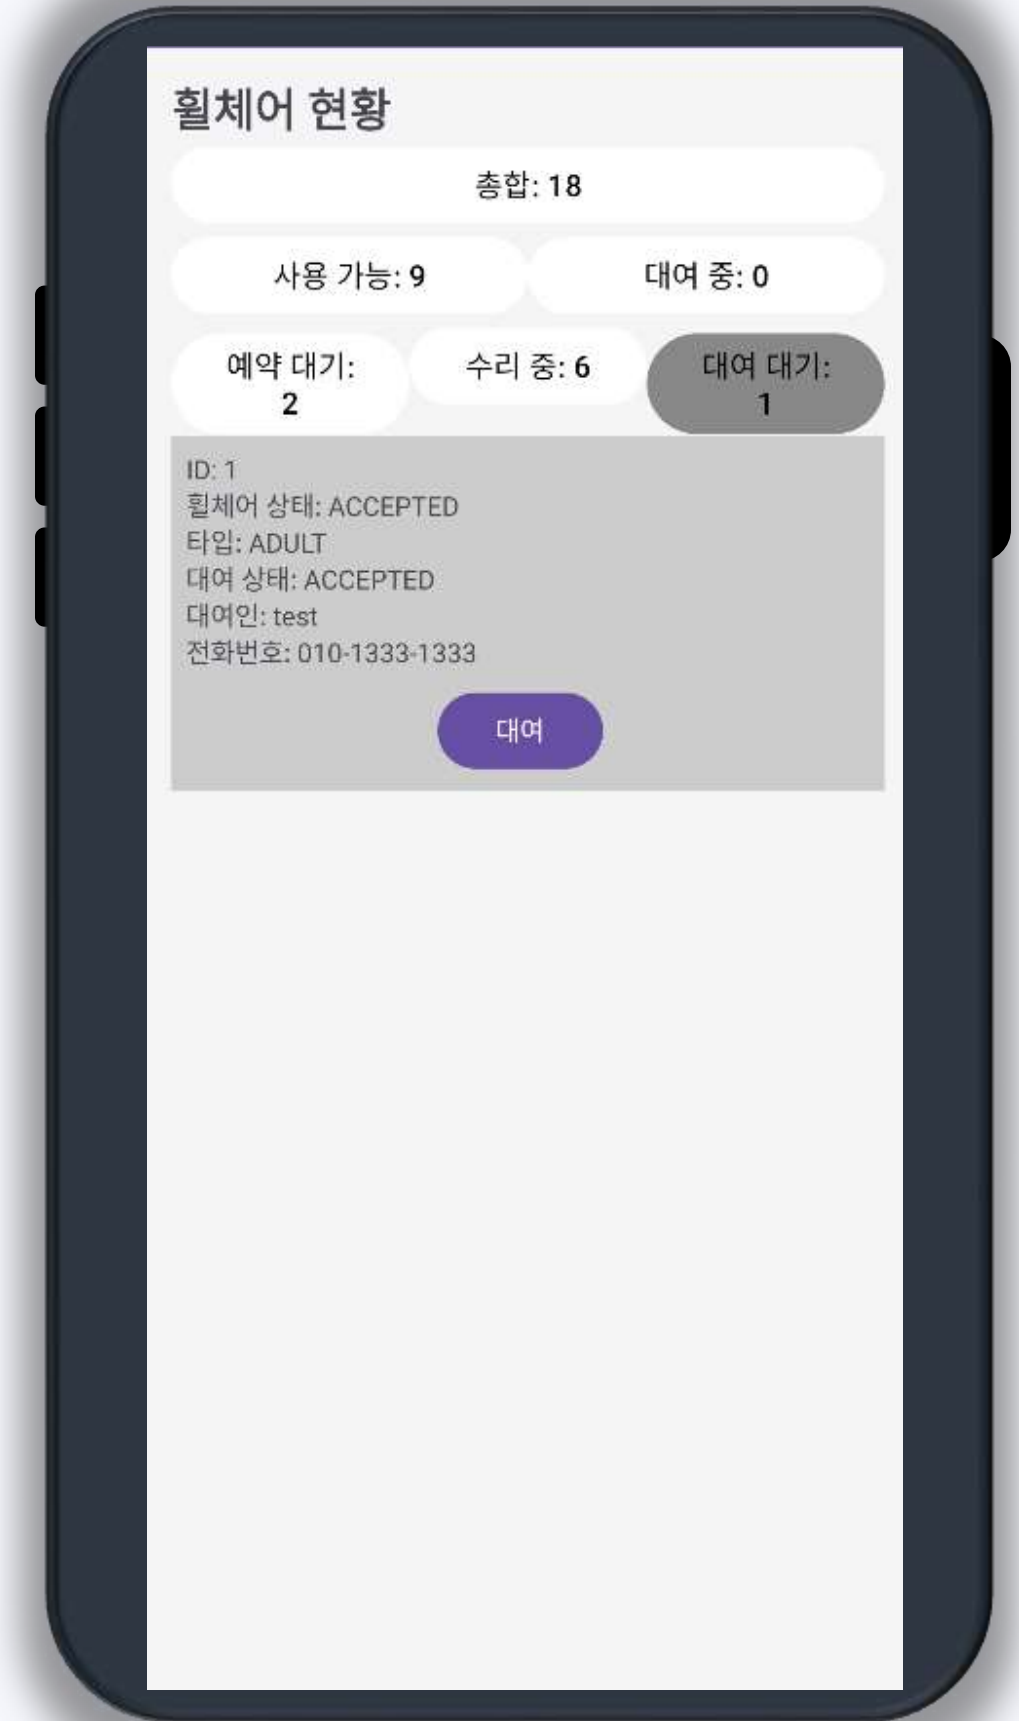 휠체어 현황
총합: 18
사용 가능: 9
대여 중: 0
예약 대기:
2
수리 중: 6
대여 대기:
1
ID: 1
휠체어 상태: ACCEPTED
타입: ADULT
대여 상태: ACCEPTED
대여인: test
전화번호: 010-1333-1333
대여